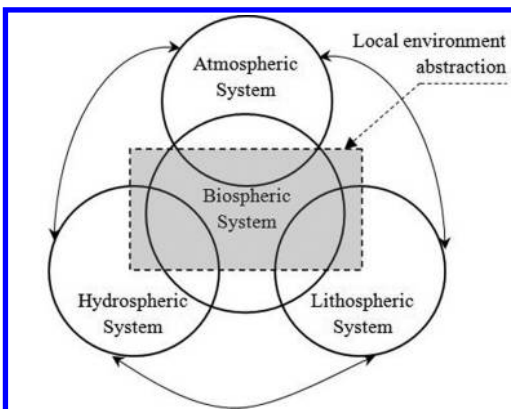 Local environment
abstraction
Atmospheric
System
Biospheric
System
Hydrospheric
System
Lithospheric
System